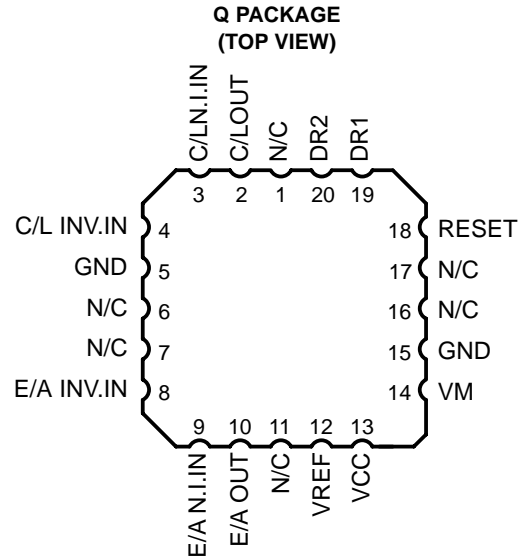 Q PACKAGE
(TOP VIEW)
C/LN.I.IN
C/LOUT
N/C
DR2
DR1
3
2
1
20
19
C/L INV.IN
4
GND
5
N/C
6
N/C
7
E/A INV.IN
8
18
RESET
17
N/C
16
N/C
15
GND
14
VM
9
10
11
12
13
E/A N.I.IN
E/A OUT
N/C
VREF
VCC